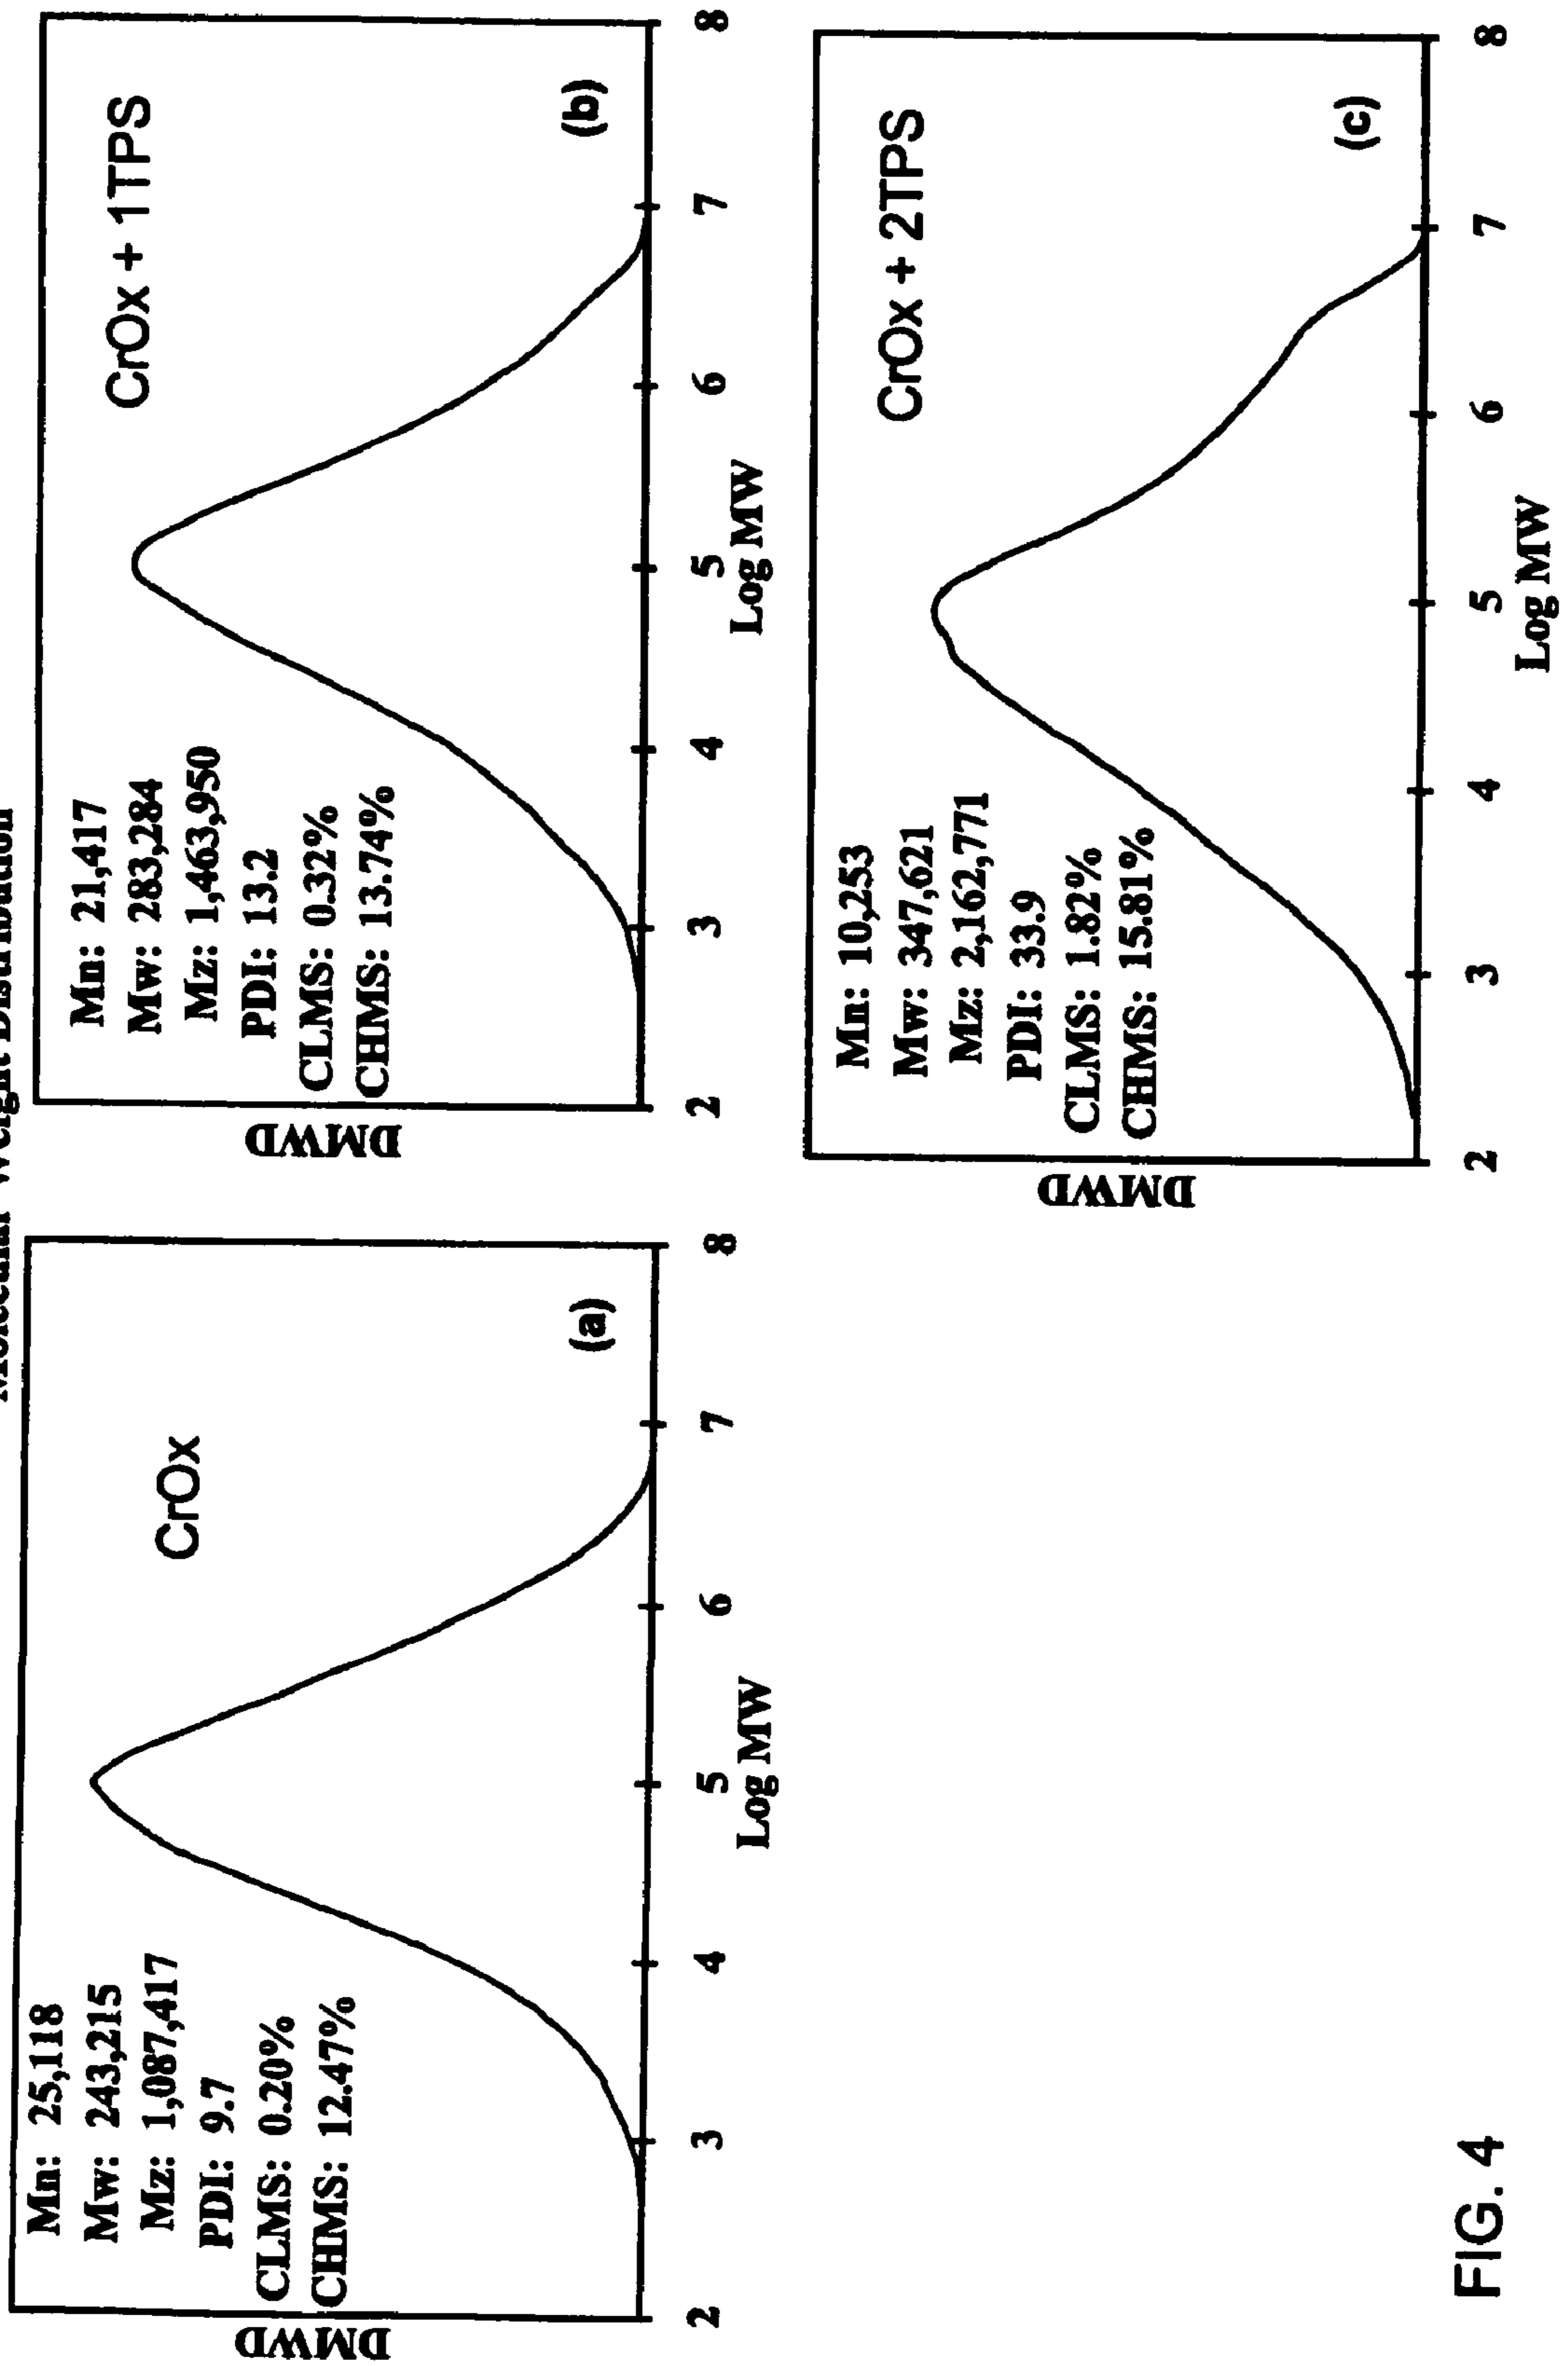 Molecular Weight Distribution
Mn: 25,118
Mw: 243,215
Mz: 1,087,417
PDI: 9.7
CLMS: 0.20%
CHMS: 12.47%
CrOx
(a)
DMWD
2 3 4 5 6 7 8
Log MW
Mn: 21,417
Mw: 283,284
Mz: 1,463,950
PDI: 13.2
CLMS: 0.32%
CHMS: 13.74%
CrOx + 1TPS
(b)
DMWD
2 3 4 5 6 7 8
Log MW
Mn: 10,253
Mw: 347,621
Mz: 2,162,771
PDI: 33.9
CLMS: 1.82%
CHMS: 15.81%
CrOx + 2TPS
(c)
DMWD
2 3 4 5 6 7 8
Log MW
FIG. 4